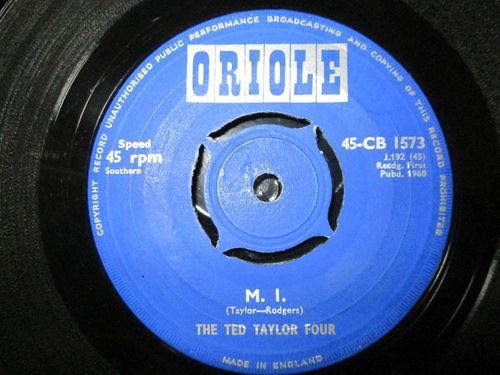 COPYRIGHT RECORD UNAUTHORISED PUBLIC PERFORMANCE BROADCASTING AND COPYING OF THIS RECORD PROHIBITED
ORIOLE
Speed
45 rpm
Southern
45-CB 1573
J.192 (45)
Recdg. First
Pubd. 1960
M. I.
(Taylor—Rodgers)
THE TED TAYLOR FOUR
MADE IN ENGLAND